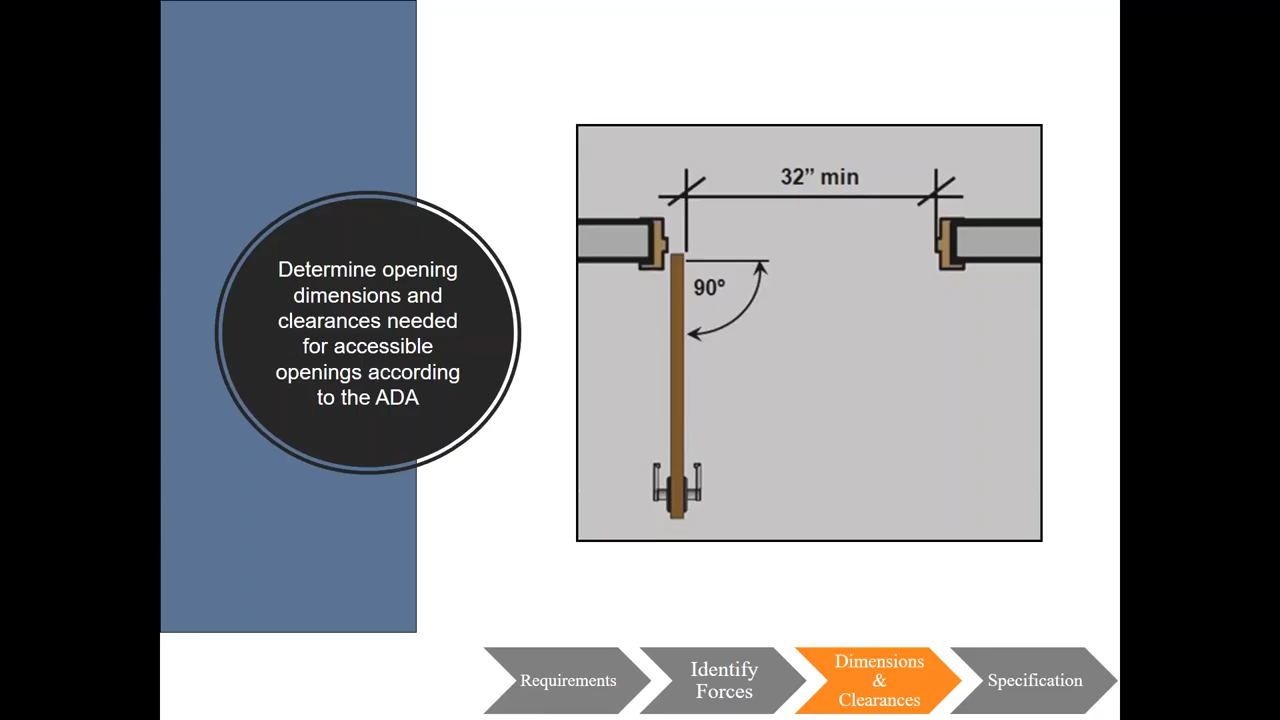 Determine opening
dimensions and
clearances needed
for accessible
openings according
to the ADA
32” min
90°
Requirements
Identify
Forces
Dimensions
&
Clearances
Specification